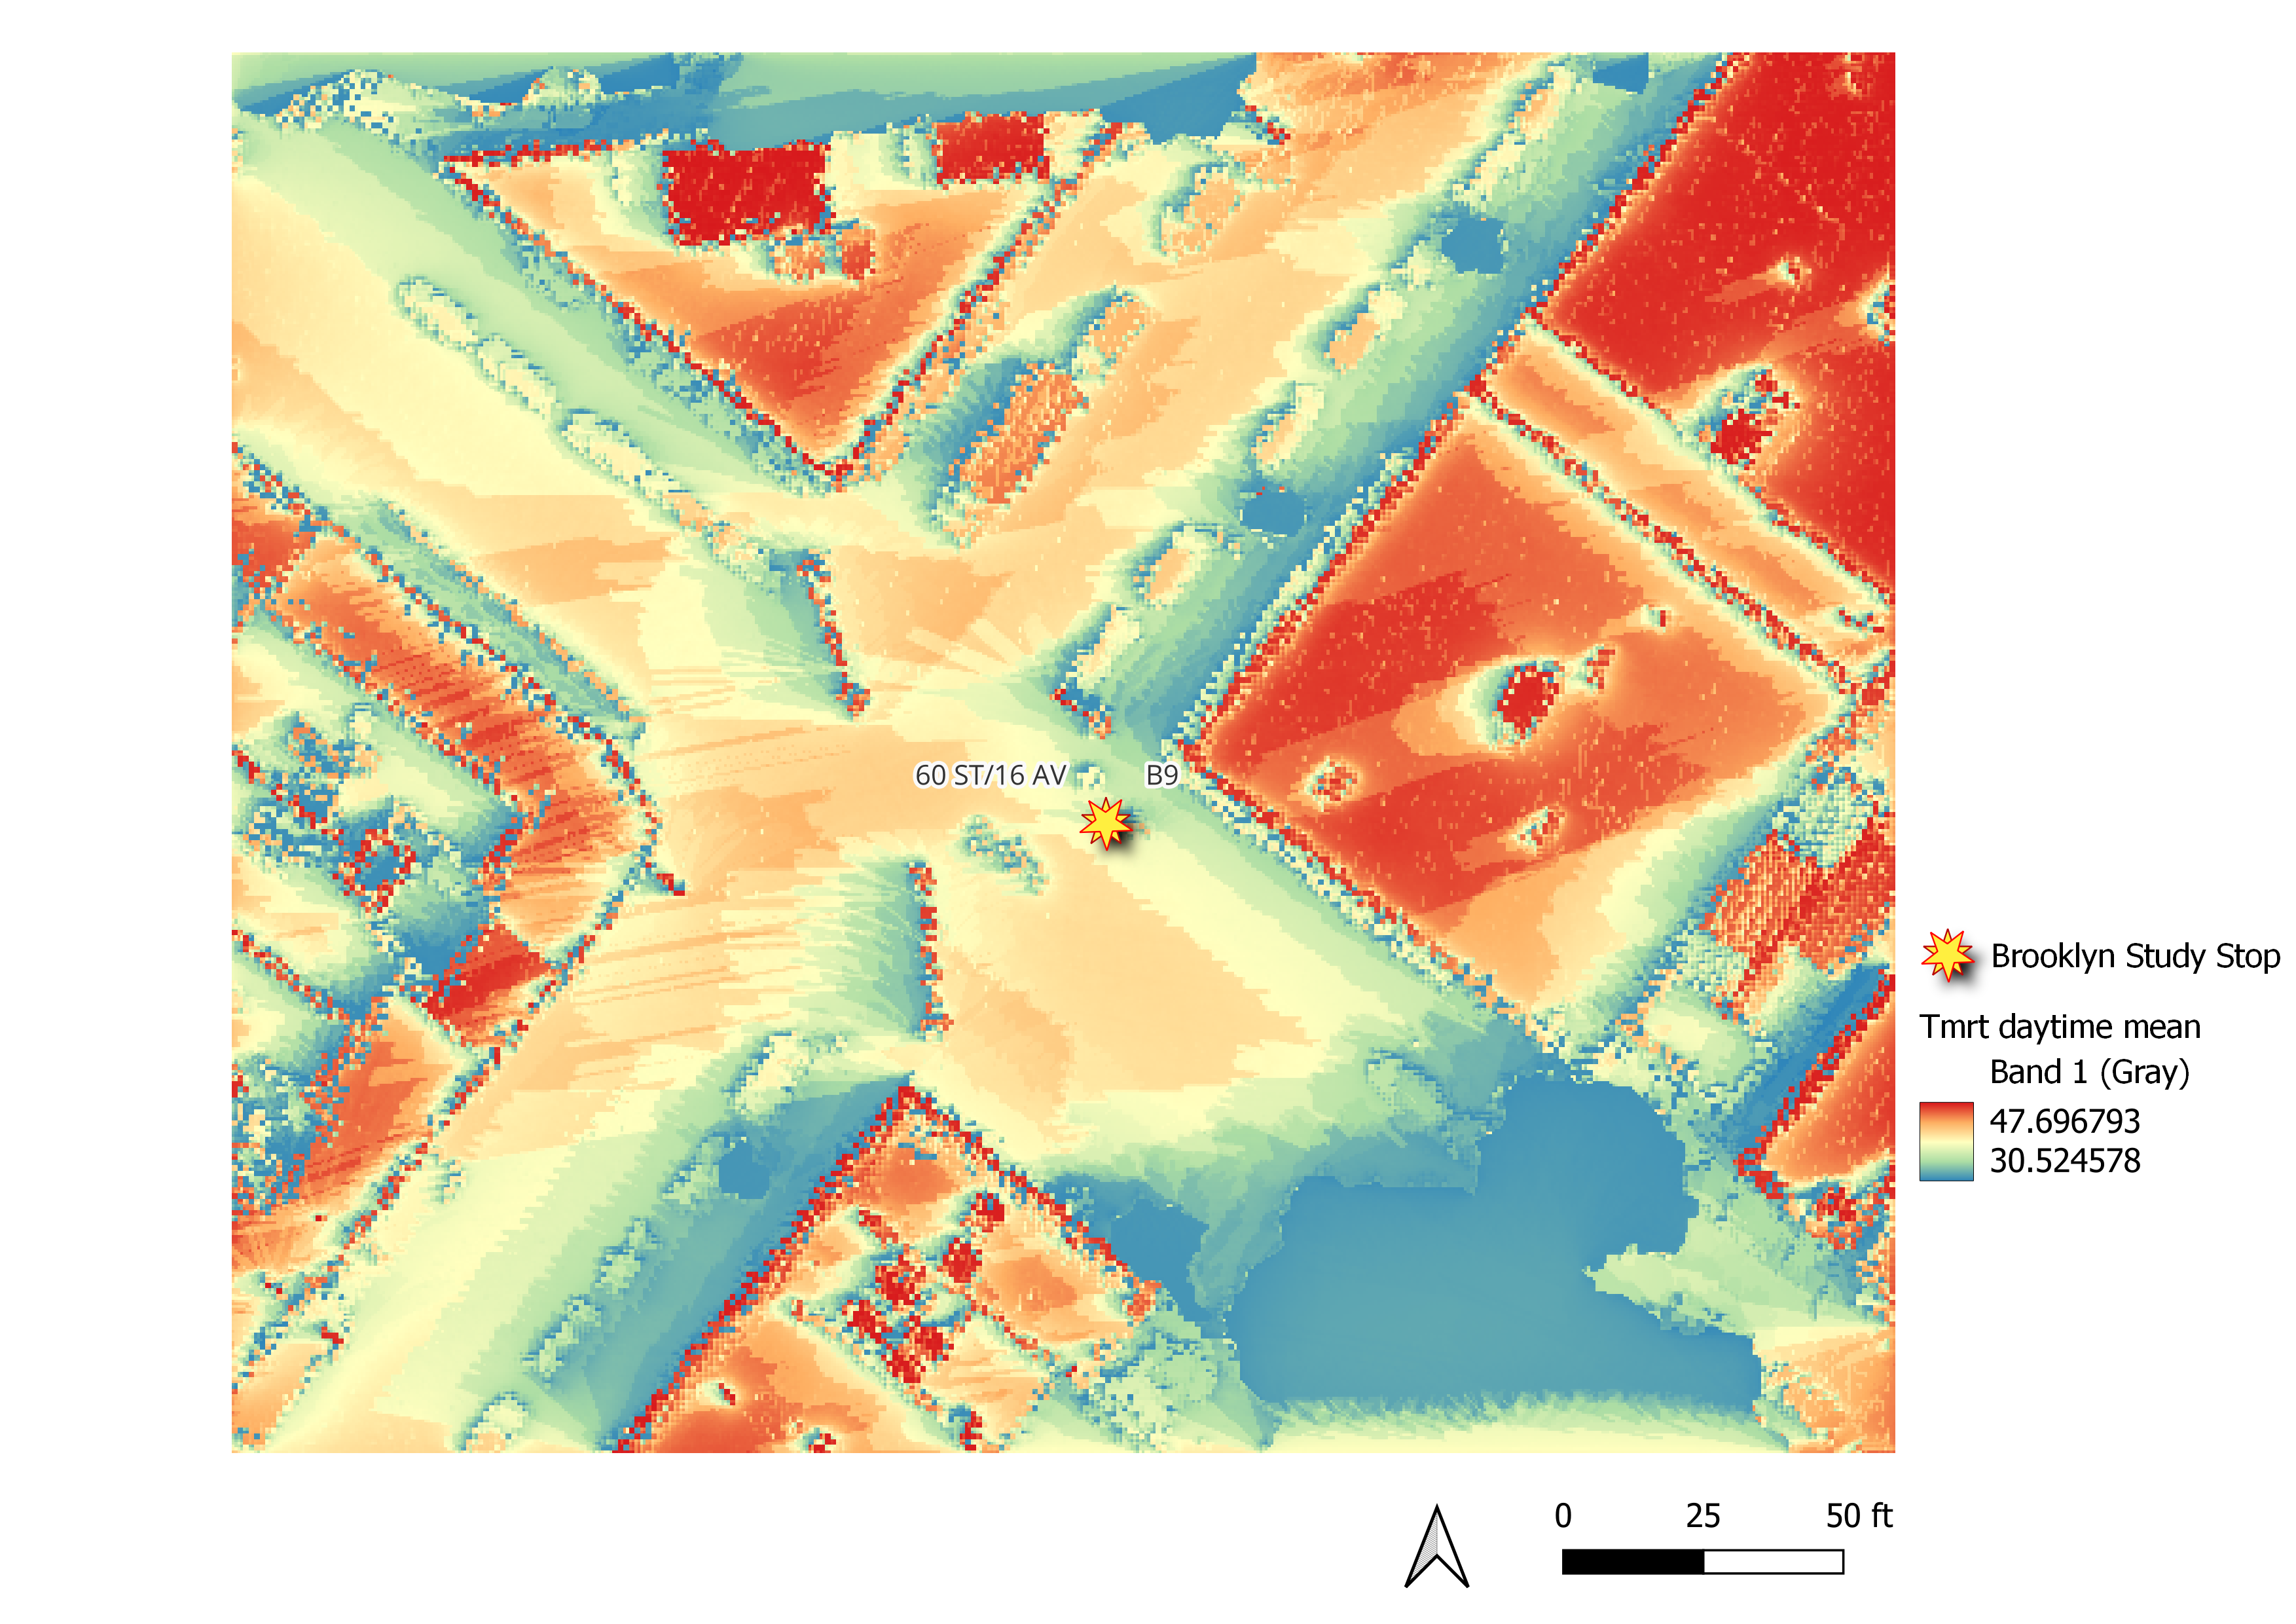 60 ST/16 AV B9
Brooklyn Study Stop
Tmrt daytime mean
Band 1 (Gray)
47.696793
30.524578
0 25 50 ft